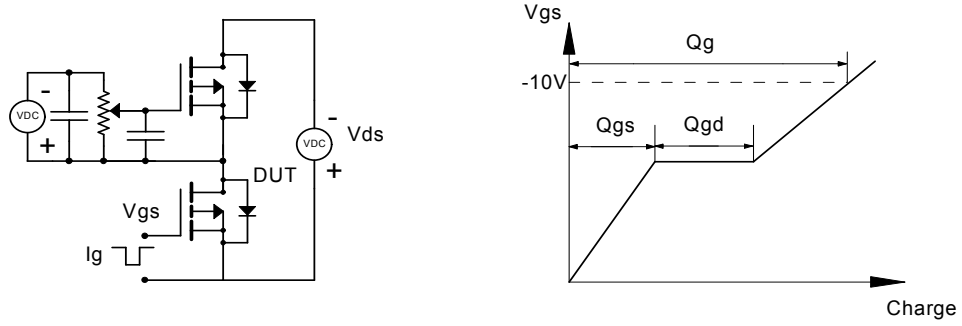 -
VDC
+
Vgs
Ig
DUT
-
VDC
+
Vds
Vgs
Qg
-10V
Qgs
Qgd
Charge